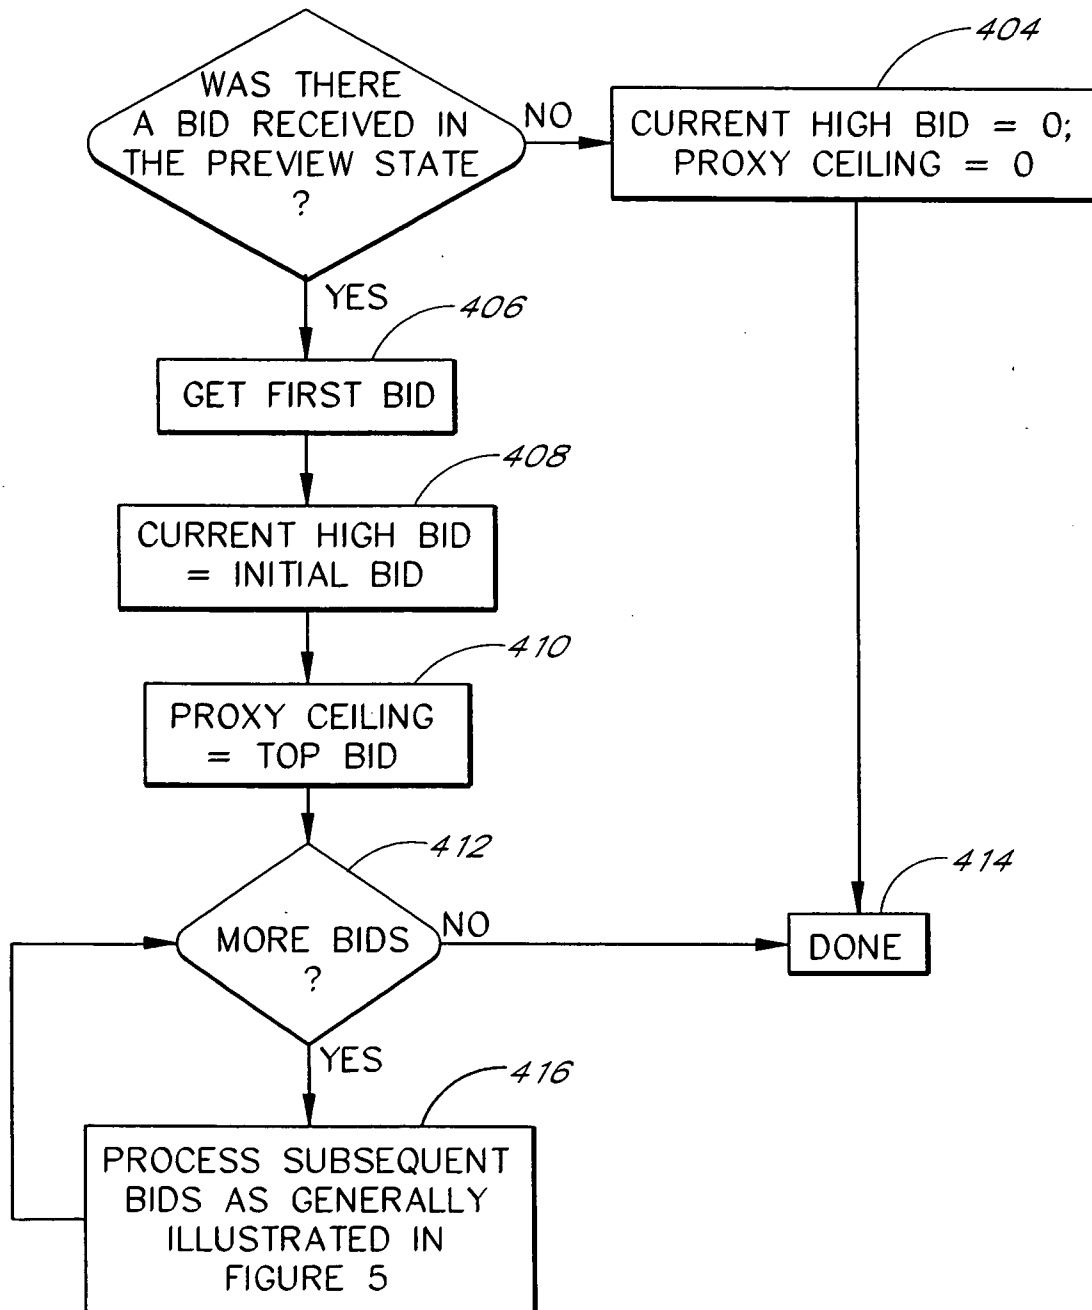 WAS THERE
A BID RECEIVED IN
THE PREVIEW STATE
?
NO
404
CURRENT HIGH BID = 0;
PROXY CEILING = 0
YES
406
GET FIRST BID
408
CURRENT HIGH BID
= INITIAL BID
410
PROXY CEILING
= TOP BID
412
MORE BIDS
?
NO
414
DONE
YES
416
PROCESS SUBSEQUENT
BIDS AS GENERALLY
ILLUSTRATED IN
FIGURE 5